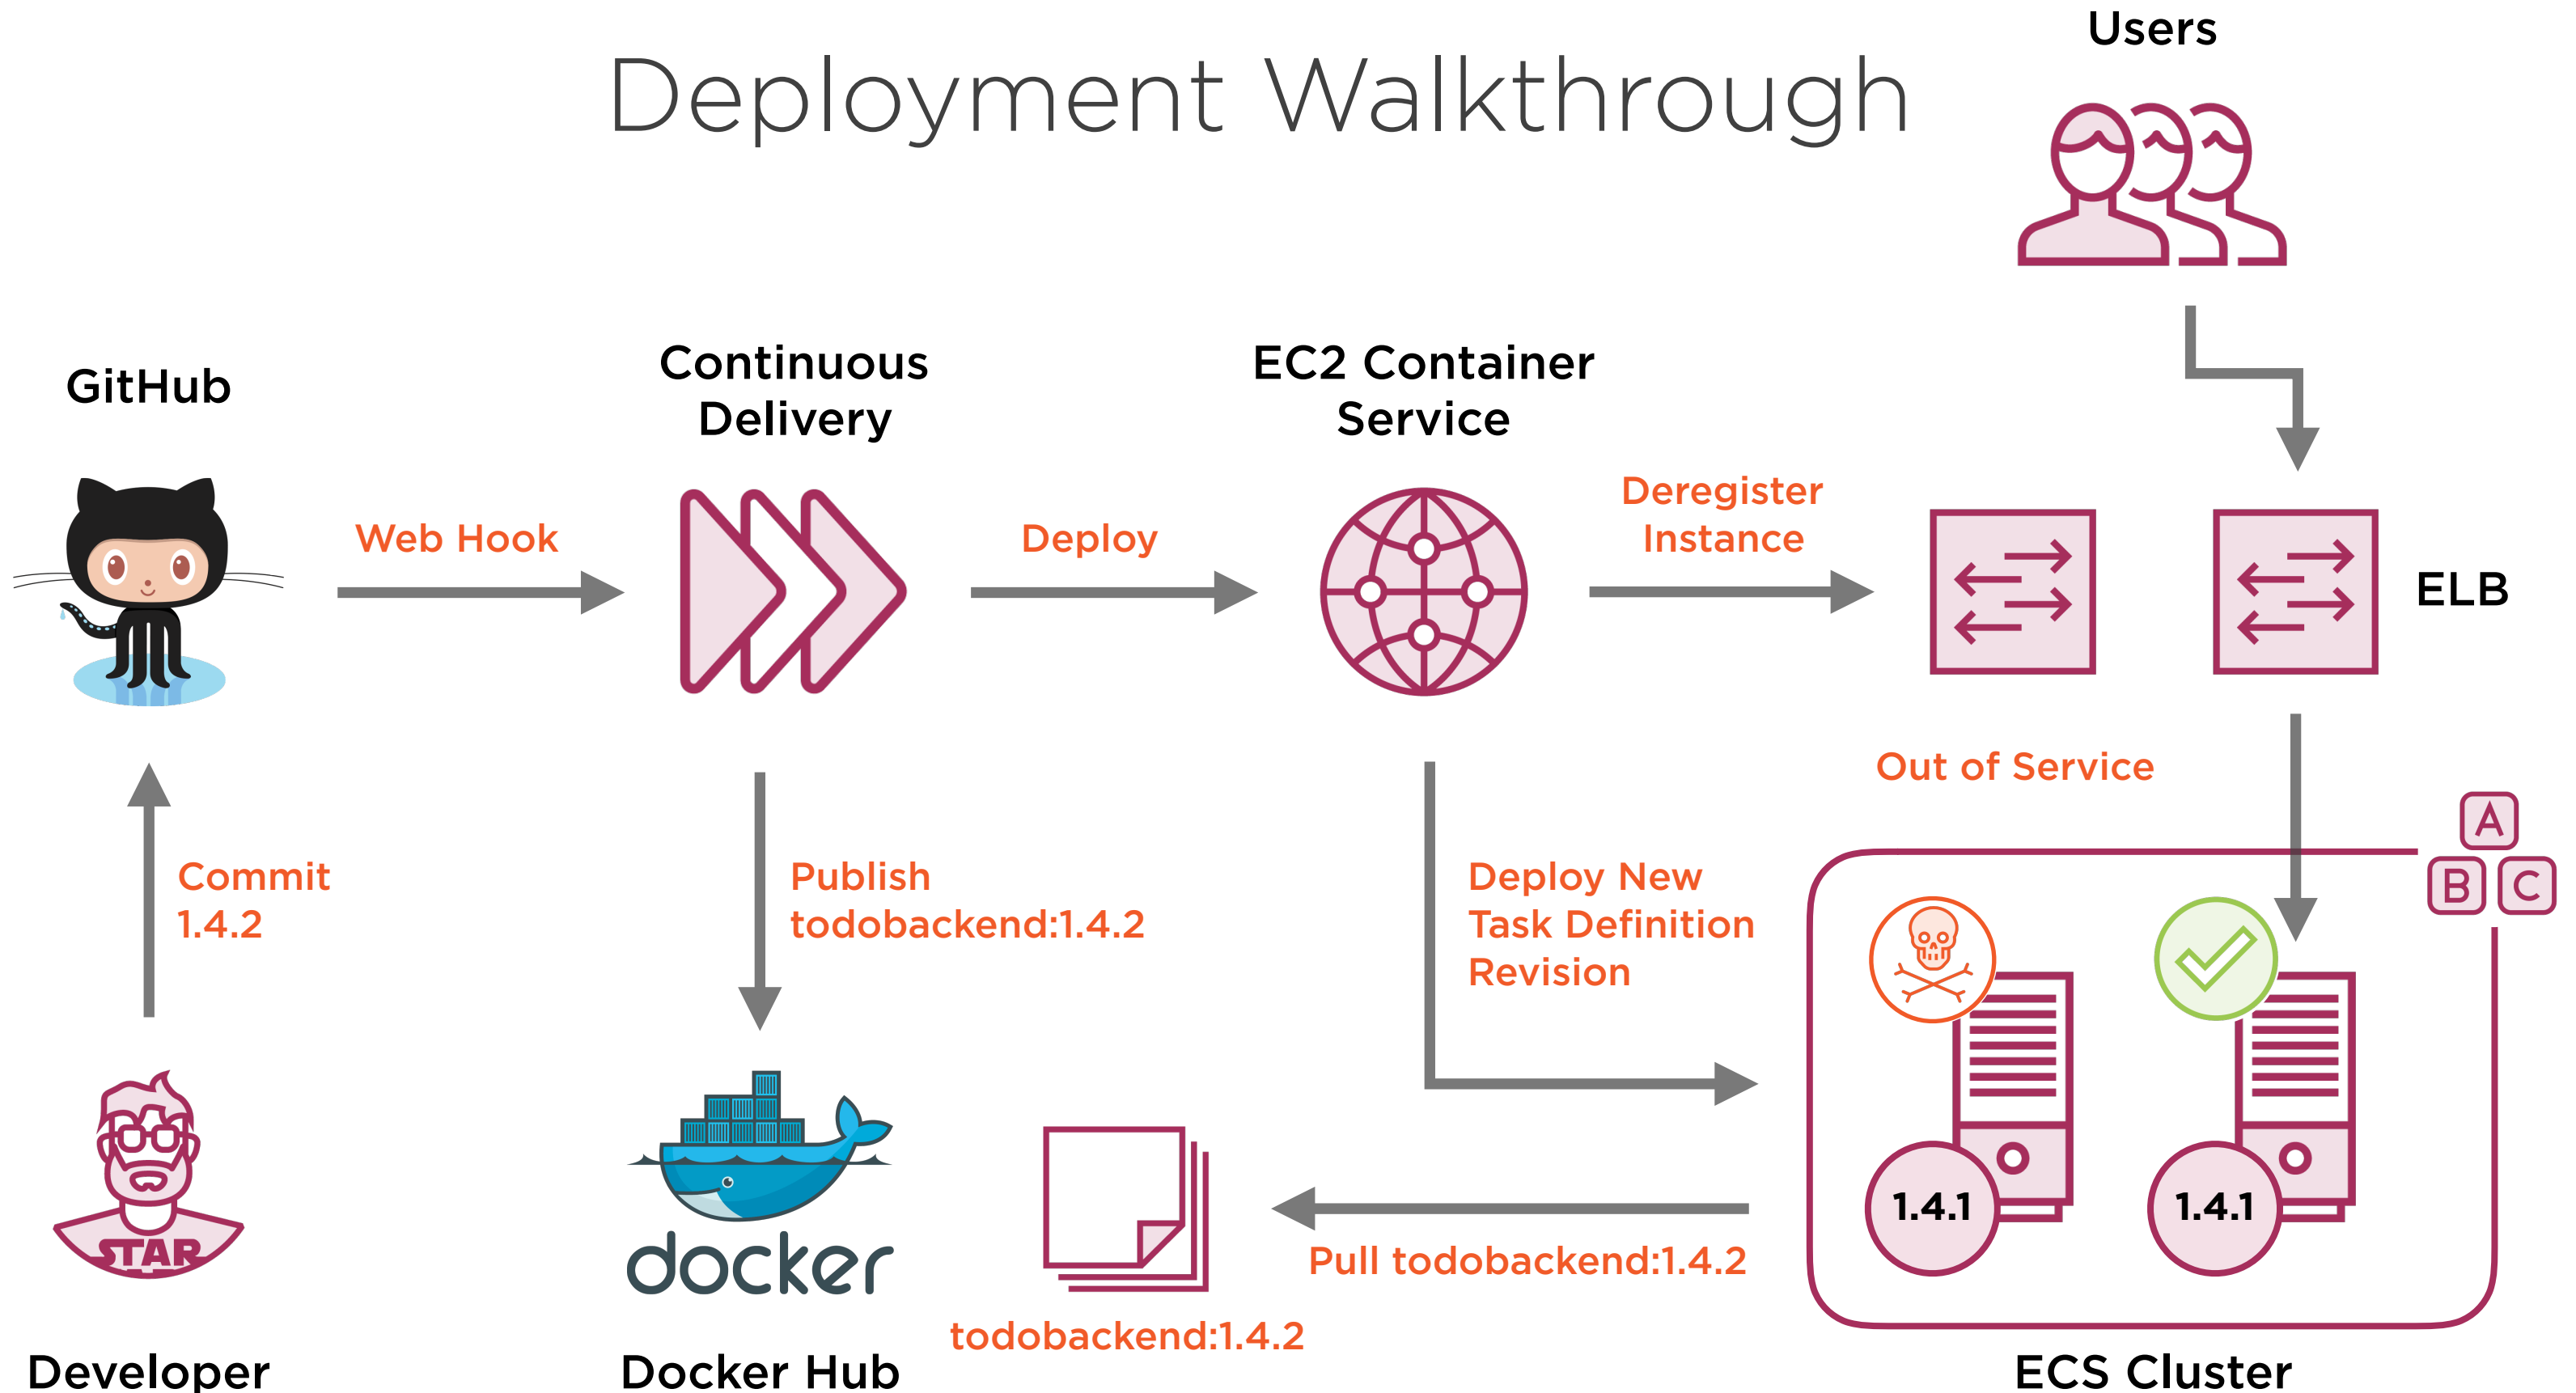 Users
Deployment Walkthrough
GitHub
Continuous
Delivery
EC2 Container
Service
Web Hook
Deploy
Deregister
Instance
ELB
Out of Service
Commit
1.4.2
Publish
todobackend:1.4.2
Deploy New
Task Definition
Revision
A
B
C
1.4.1
1.4.1
STAR
docker
Pull todobackend:1.4.2
todobackend:1.4.2
Developer
Docker Hub
ECS Cluster